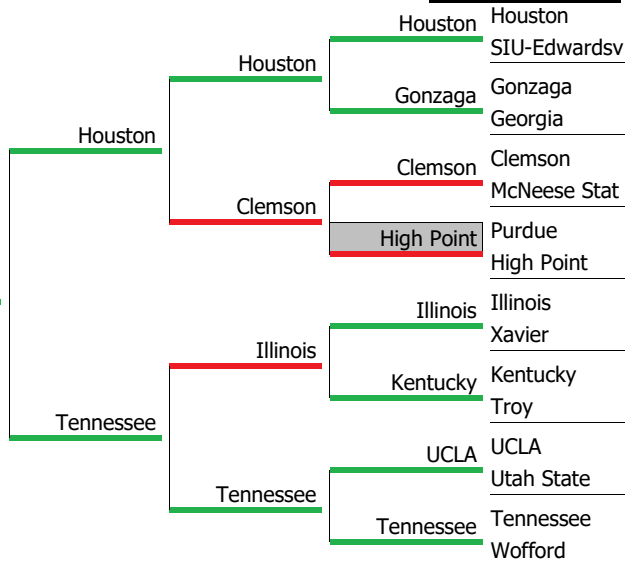 Houston
Houston
SIU-Edwardsv
Houston
Gonzaga
Gonzaga
Georgia
Houston
Clemson
Clemson
McNeese Stat
Clemson
Purdue
High Point
High Point
Illinois
Illinois
Xavier
Illinois
Kentucky
Kentucky
Troy
Tennessee
UCLA
UCLA
Utah State
Tennessee
Tennessee
Tennessee
Wofford